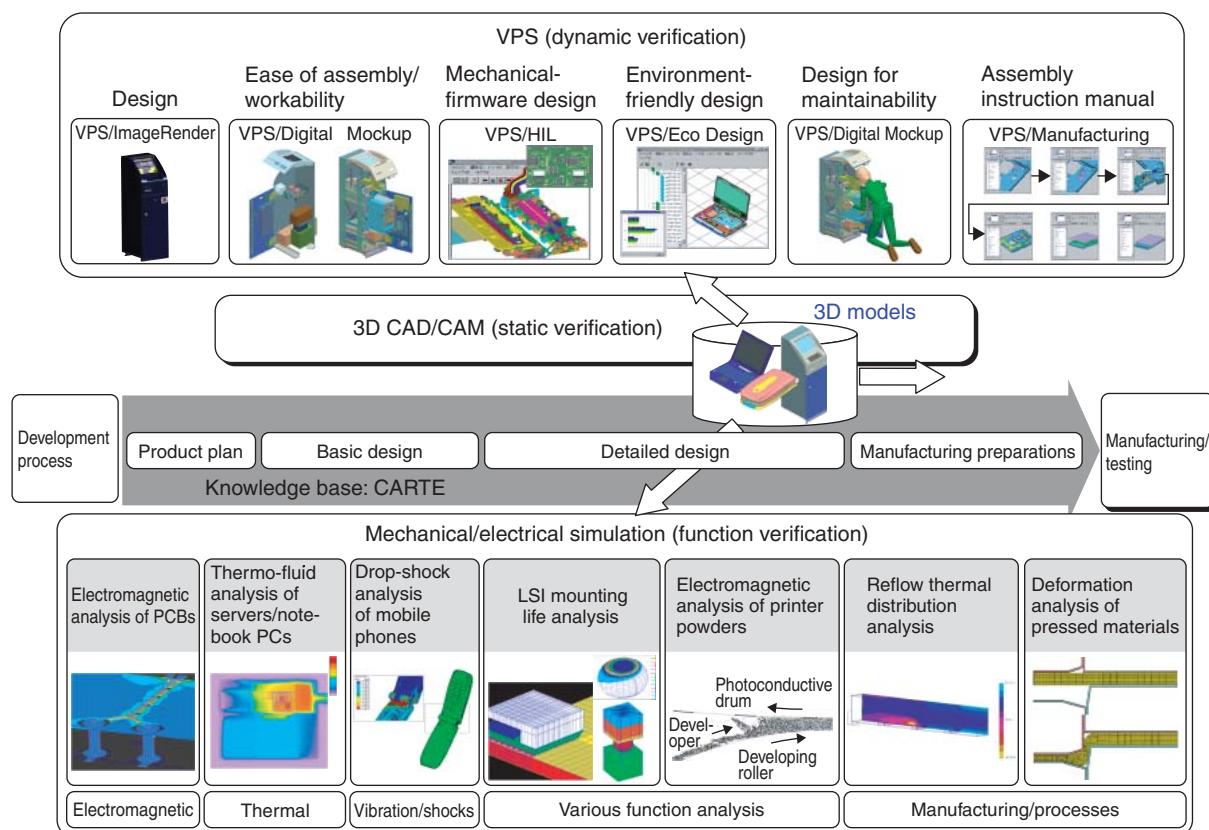 VPS (dynamic verification)
Design
Ease of assembly/
workability
Mechanical-
firmware design
Environment-
friendly design
Design for
maintainability
Assembly
instruction manual
VPS/ImageRender
VPS/Digital Mockup
VPS/HIL
VPS/Eco Design
VPS/Digital Mockup
VPS/Manufacturing
3D CAD/CAM (static verification)
3D models
Development
process
Product plan
Basic design
Detailed design
Manufacturing preparations
Manufacturing/
testing
Knowledge base: CARTE
Mechanical/electrical simulation (function verification)
Electromagnetic
analysis of PCBs
Thermo-fluid
analysis of
servers/note-
book PCs
Drop-shock
analysis
of mobile
phones
LSI mounting
life analysis
Electromagnetic
analysis of printer
powders
Reflow thermal
distribution
analysis
Deformation
analysis of
pressed materials
Photoconductive
drum
Devel-
oper
Developing
roller
Electromagnetic
Thermal
Vibration/shocks
Various function analysis
Manufacturing/processes